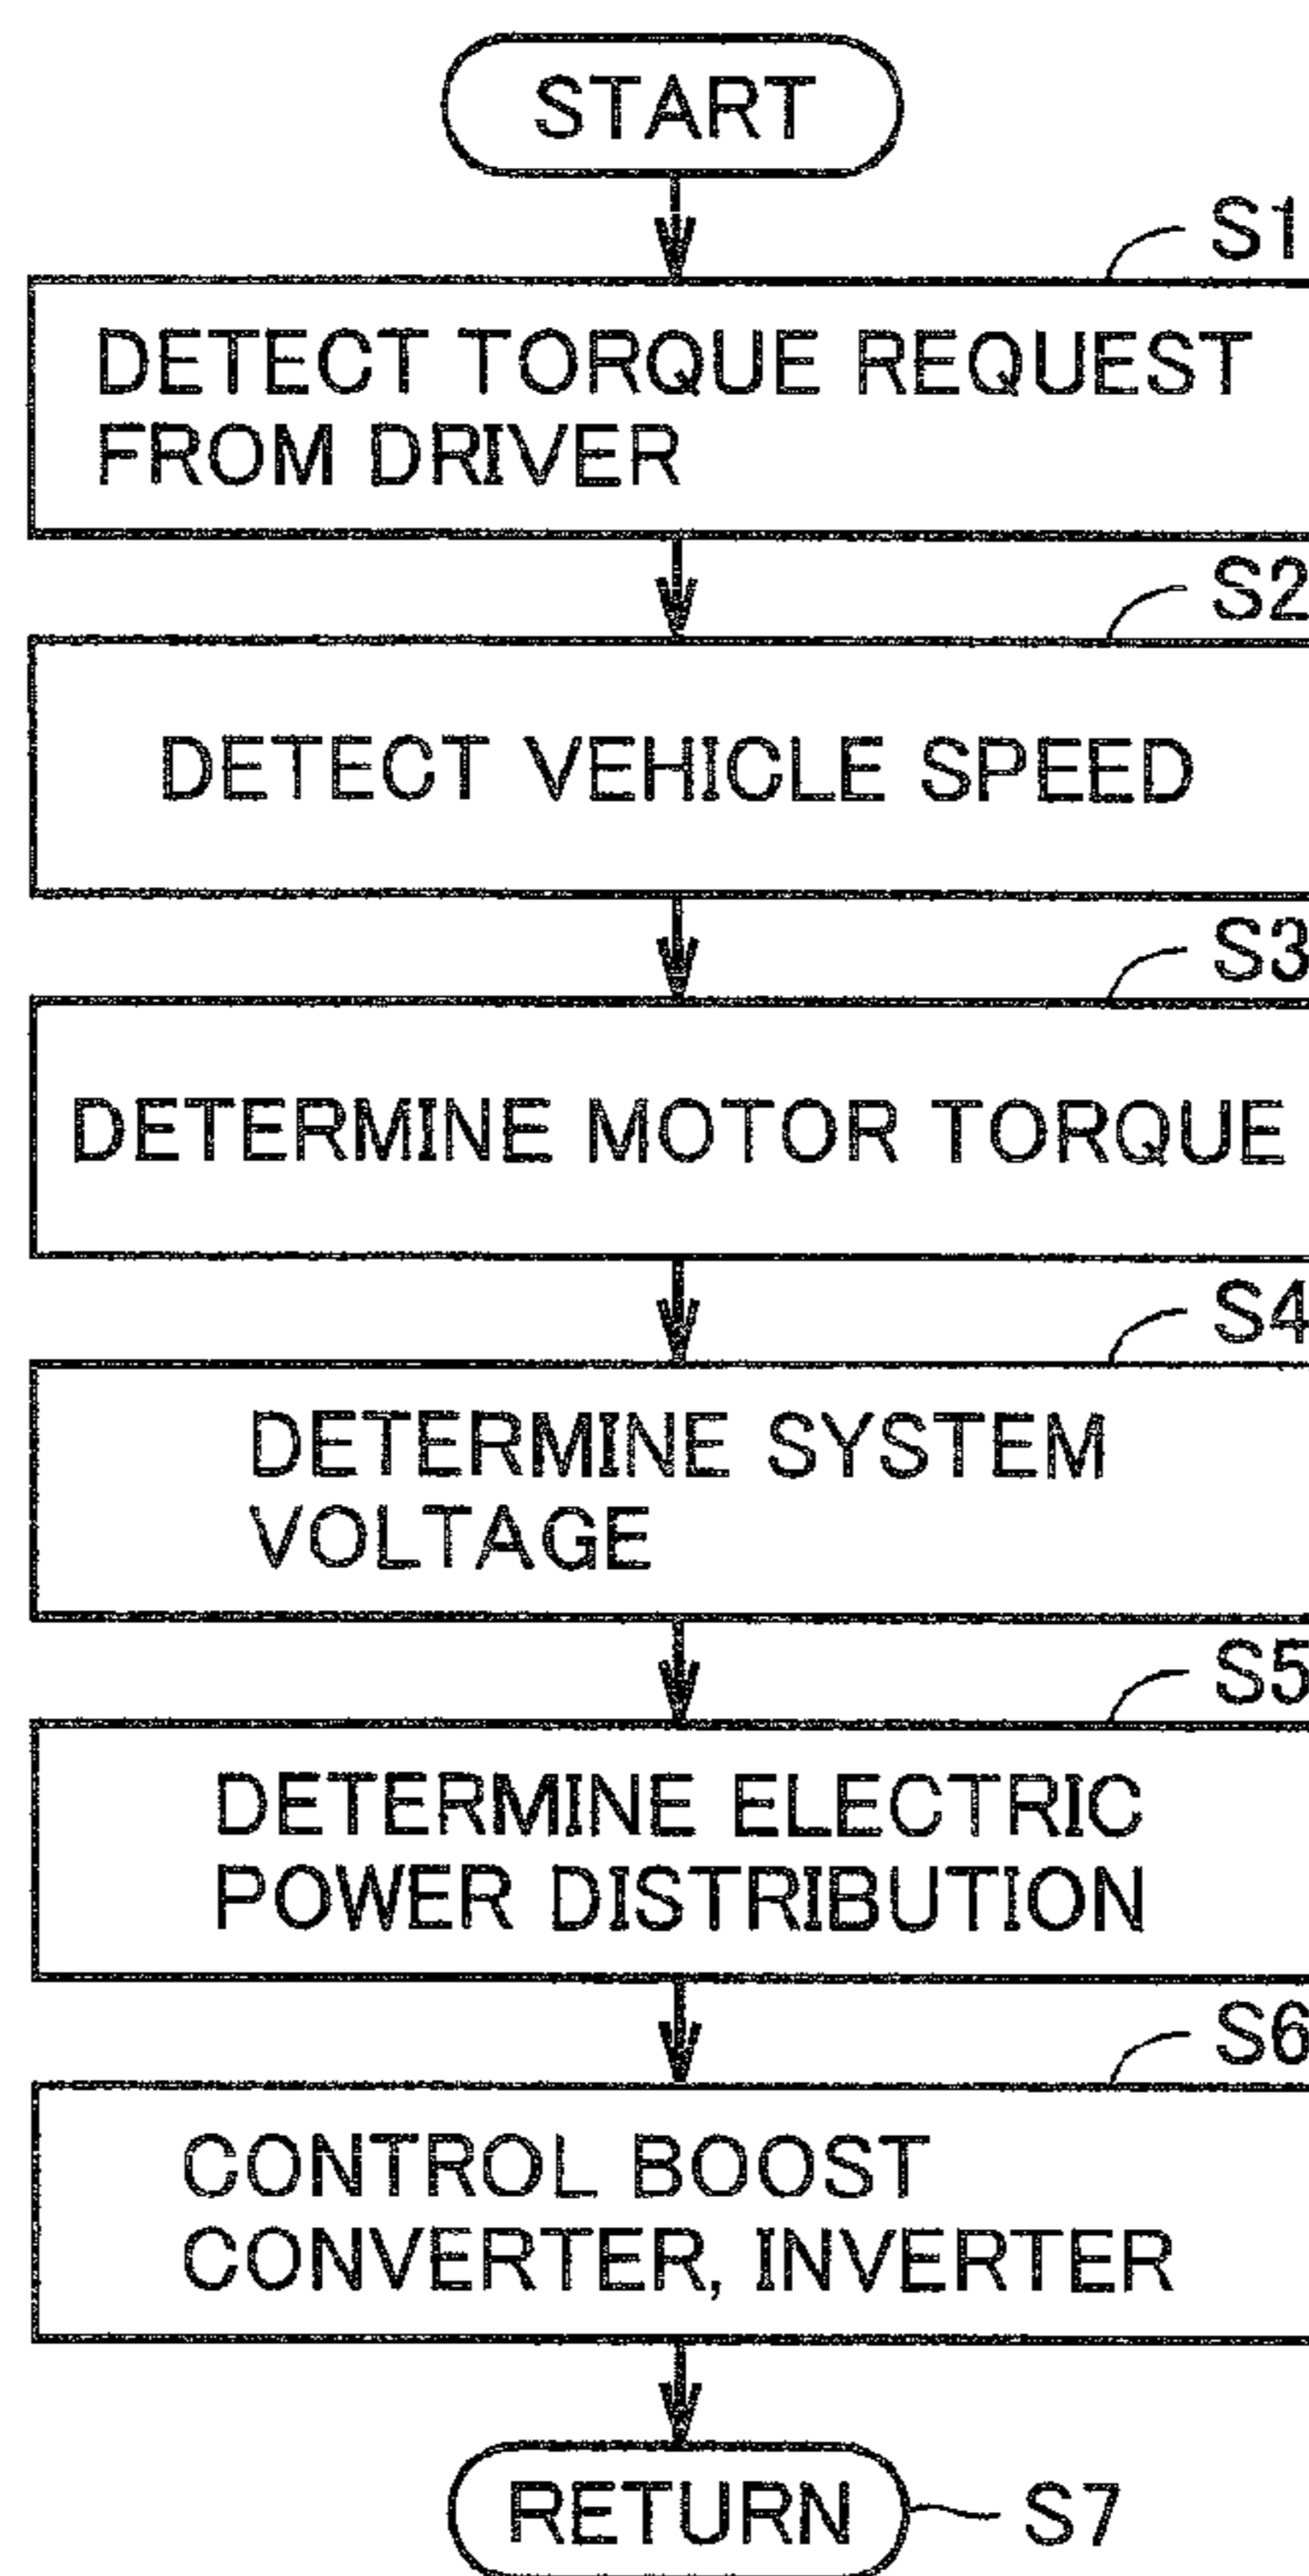 START
S1
DETECT TORQUE REQUEST
FROM DRIVER
S2
DETECT VEHICLE SPEED
S3
DETERMINE MOTOR TORQUE
S4
DETERMINE SYSTEM
VOLTAGE
S5
DETERMINE ELECTRIC
POWER DISTRIBUTION
S6
CONTROL BOOST
CONVERTER, INVERTER
RETURN S7